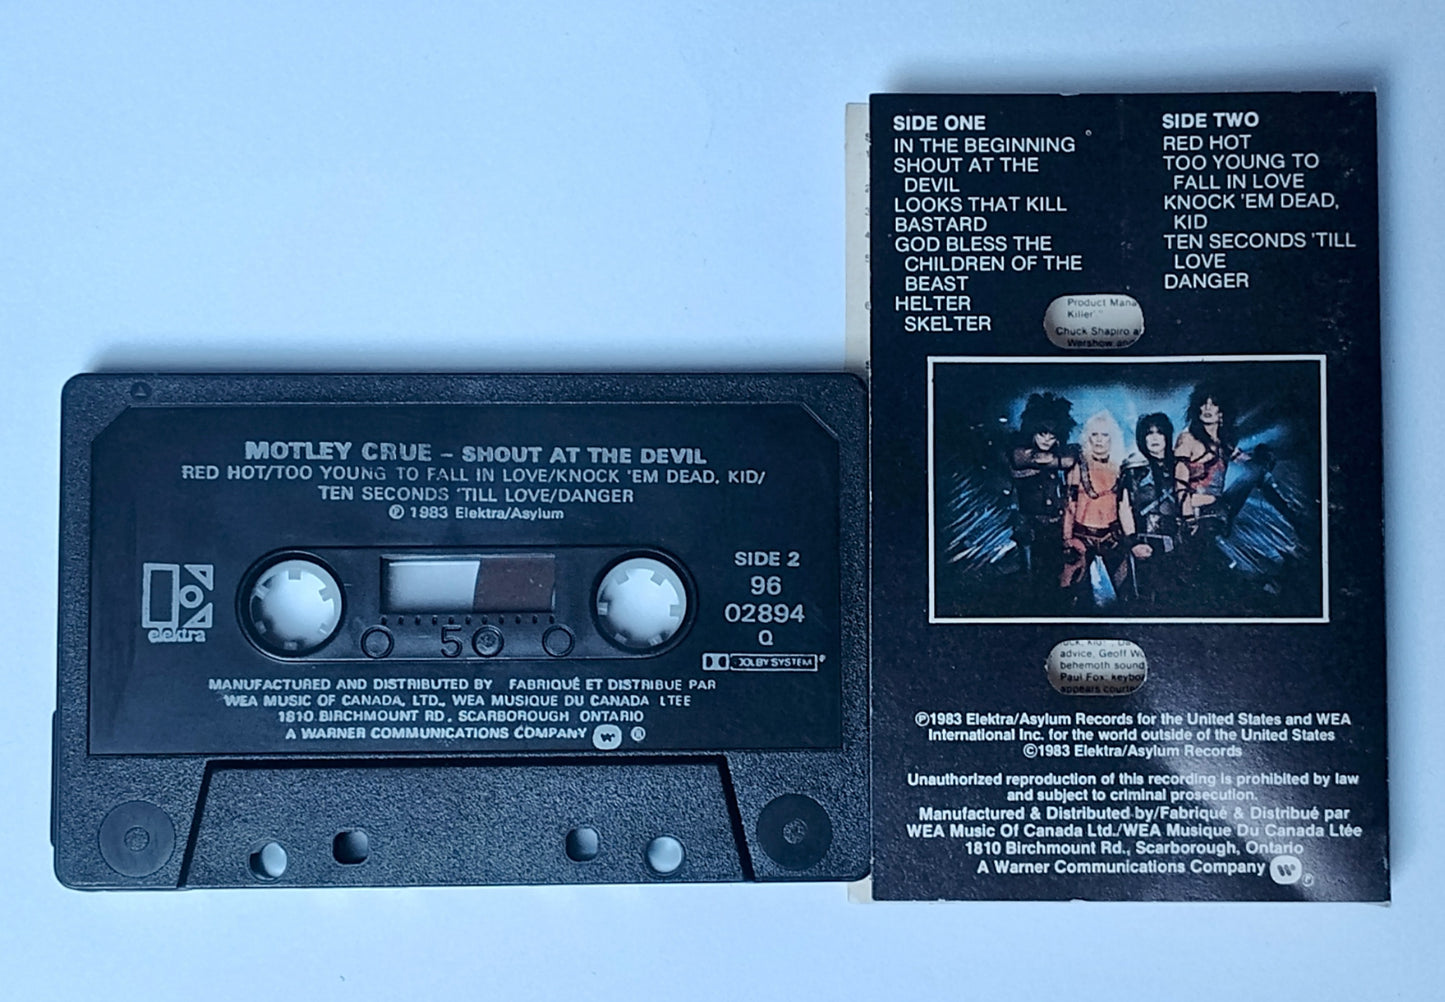 MOTLEY CRUE – SHOUT AT THE DEVIL
RED HOT/TOO YOUNG TO FALL IN LOVE/KNOCK 'EM DEAD, KID/
TEN SECONDS 'TILL LOVE/DANGER
℗ 1983 Elektra/Asylum
elektra
SIDE 2
96
02894
Q
50
DOLBY SYSTEM®
MANUFACTURED AND DISTRIBUTED BY FABRIQUÉ ET DISTRIBUE PAR
WEA MUSIC OF CANADA, LTD., WEA MUSIQUE DU CANADA LTEE
1810 BIRCHMOUNT RD. SCARBOROUGH ONTARIO
A WARNER COMMUNICATIONS COMPANY ®
SIDE ONE
IN THE BEGINNING
SHOUT AT THE
DEVIL
LOOKS THAT KILL
BASTARD
GOD BLESS THE
CHILDREN OF THE
BEAST
HELTER
SKELTER
SIDE TWO
RED HOT
TOO YOUNG TO
FALL IN LOVE
KNOCK 'EM DEAD,
KID
TEN SECONDS 'TILL
LOVE
DANGER
Product
Killer"
Chuck Shapiro
Wershow and
advice, Geoff
behemoth sound
Paul Fox: 
appears
℗1983 Elektra/Asylum Records for the United States and WEA
International Inc. for the world outside of the United States
©1983 Elektra/Asylum Records
Unauthorized reproduction of this recording is prohibited by law
and subject to criminal prosecution.
Manufactured & Distributed by/Fabriqué & Distribué par
WEA Music Of Canada Ltd./WEA Musique Du Canada Ltée
1810 Birchmount Rd., Scarborough, Ontario
A Warner Communications Company